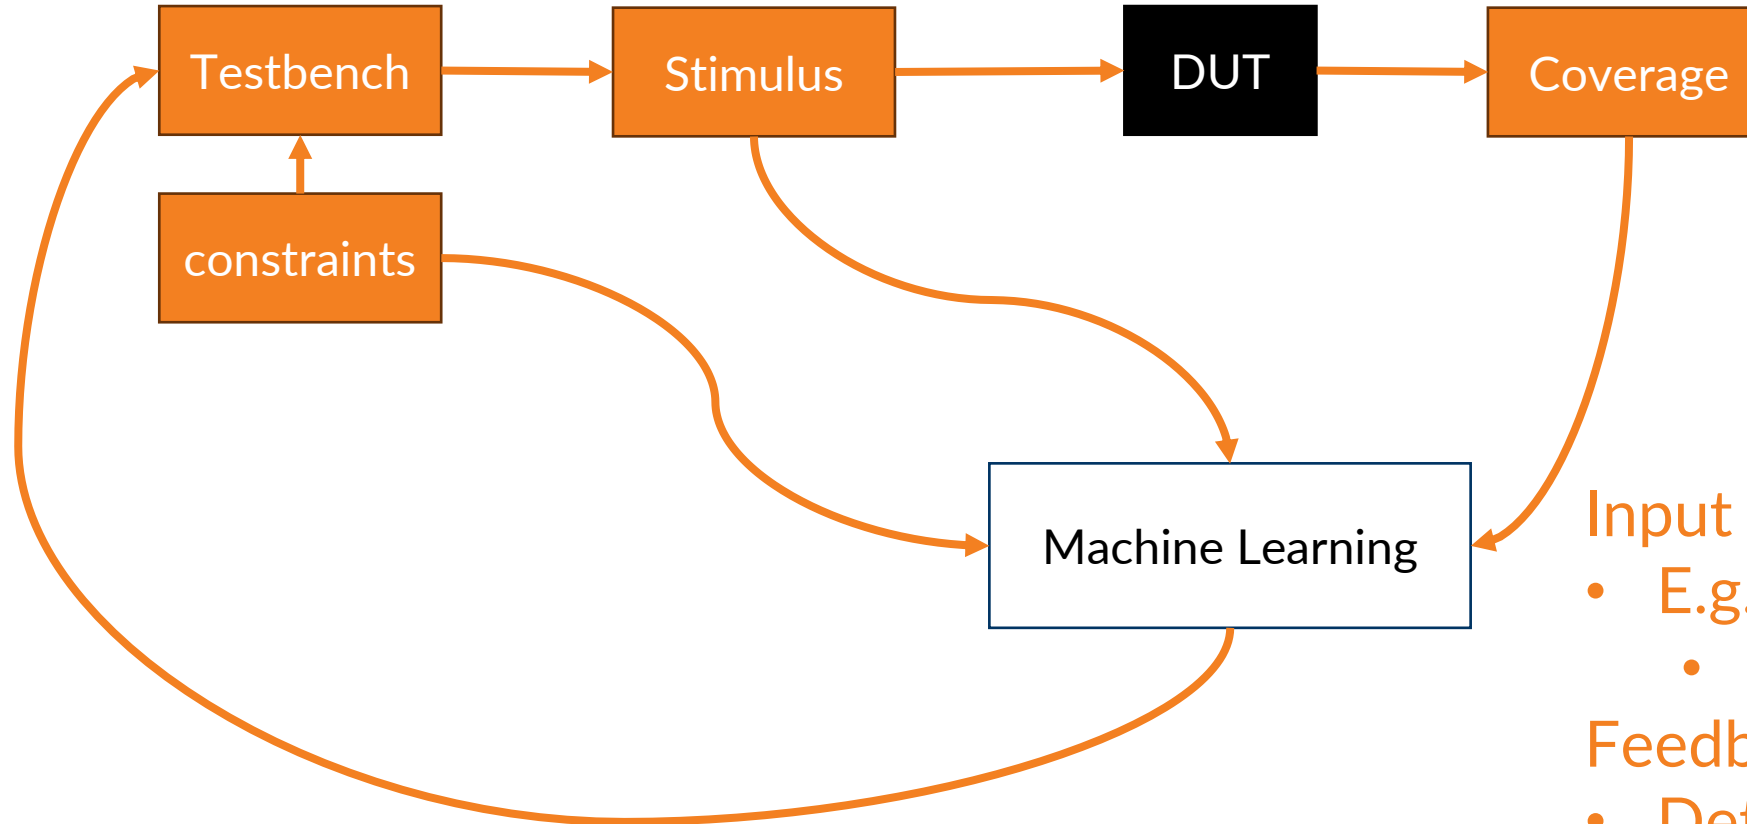 Testbench
Stimulus
DUT
Coverage
constraints
Machine Learning
Input
• E.g.
•